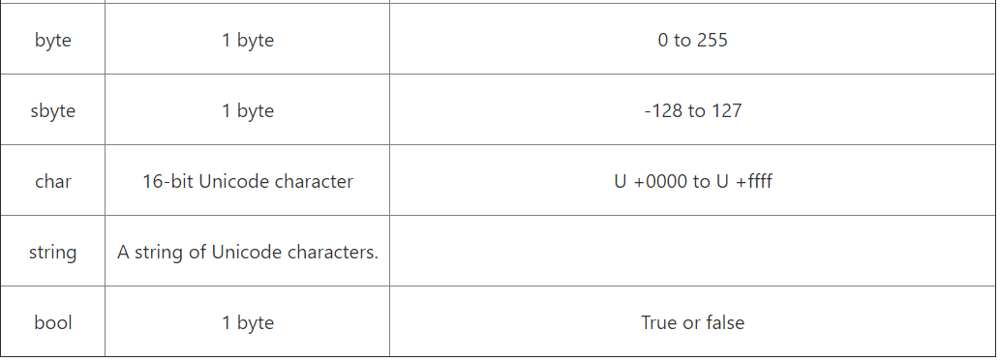 byte 1 byte 0 to 255
sbyte 1 byte -128 to 127
char 16-bit Unicode character U +0000 to U +ffff
string A string of Unicode characters.
bool 1 byte True or false